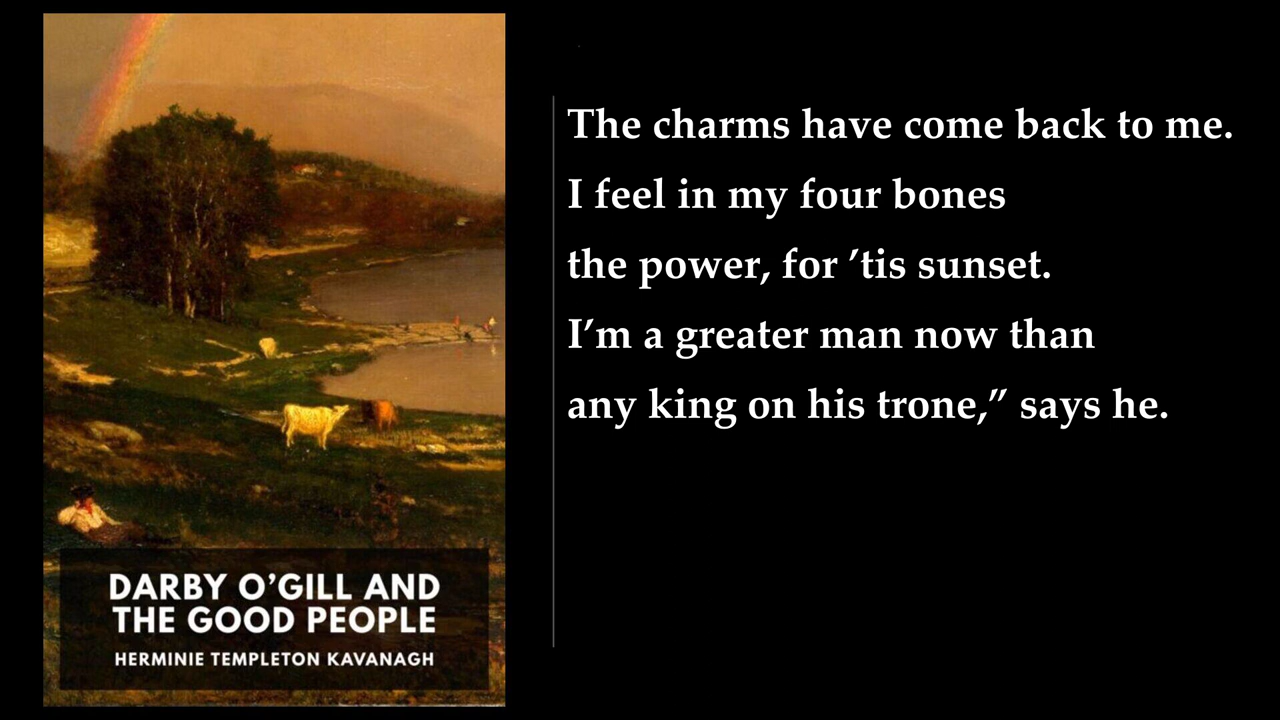 The charms have come back to me.
I feel in my four bones
the power, for ’tis sunset.
I’m a greater man now than
any king on his trone,” says he.
DARBY O’GILL AND
THE GOOD PEOPLE
HERMINIE TEMPLETON KAVANAGH